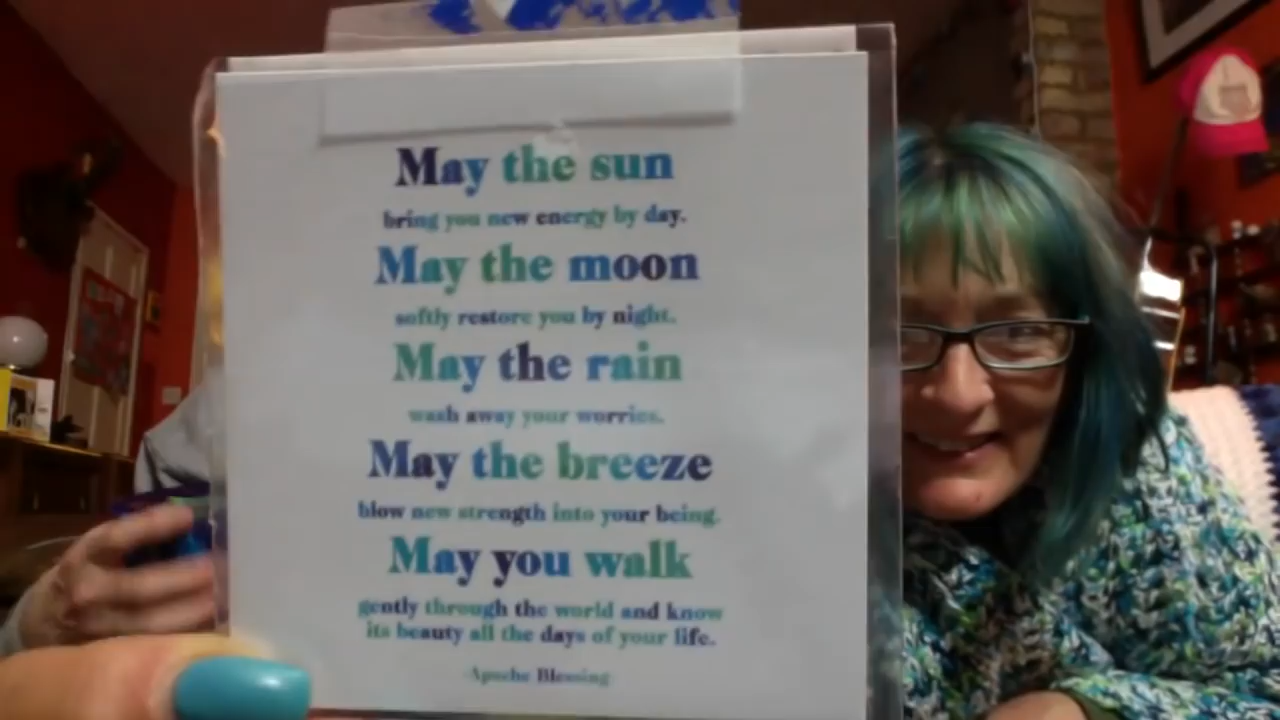 May the sun
bring you new energy by day.
May the moon
softly restore you by night.
May the rain
wash away your worries.
May the breeze
blow new strength into your being.
May you walk
gently through the world and know
its beauty all the days of your life.
-Apache Blessing-